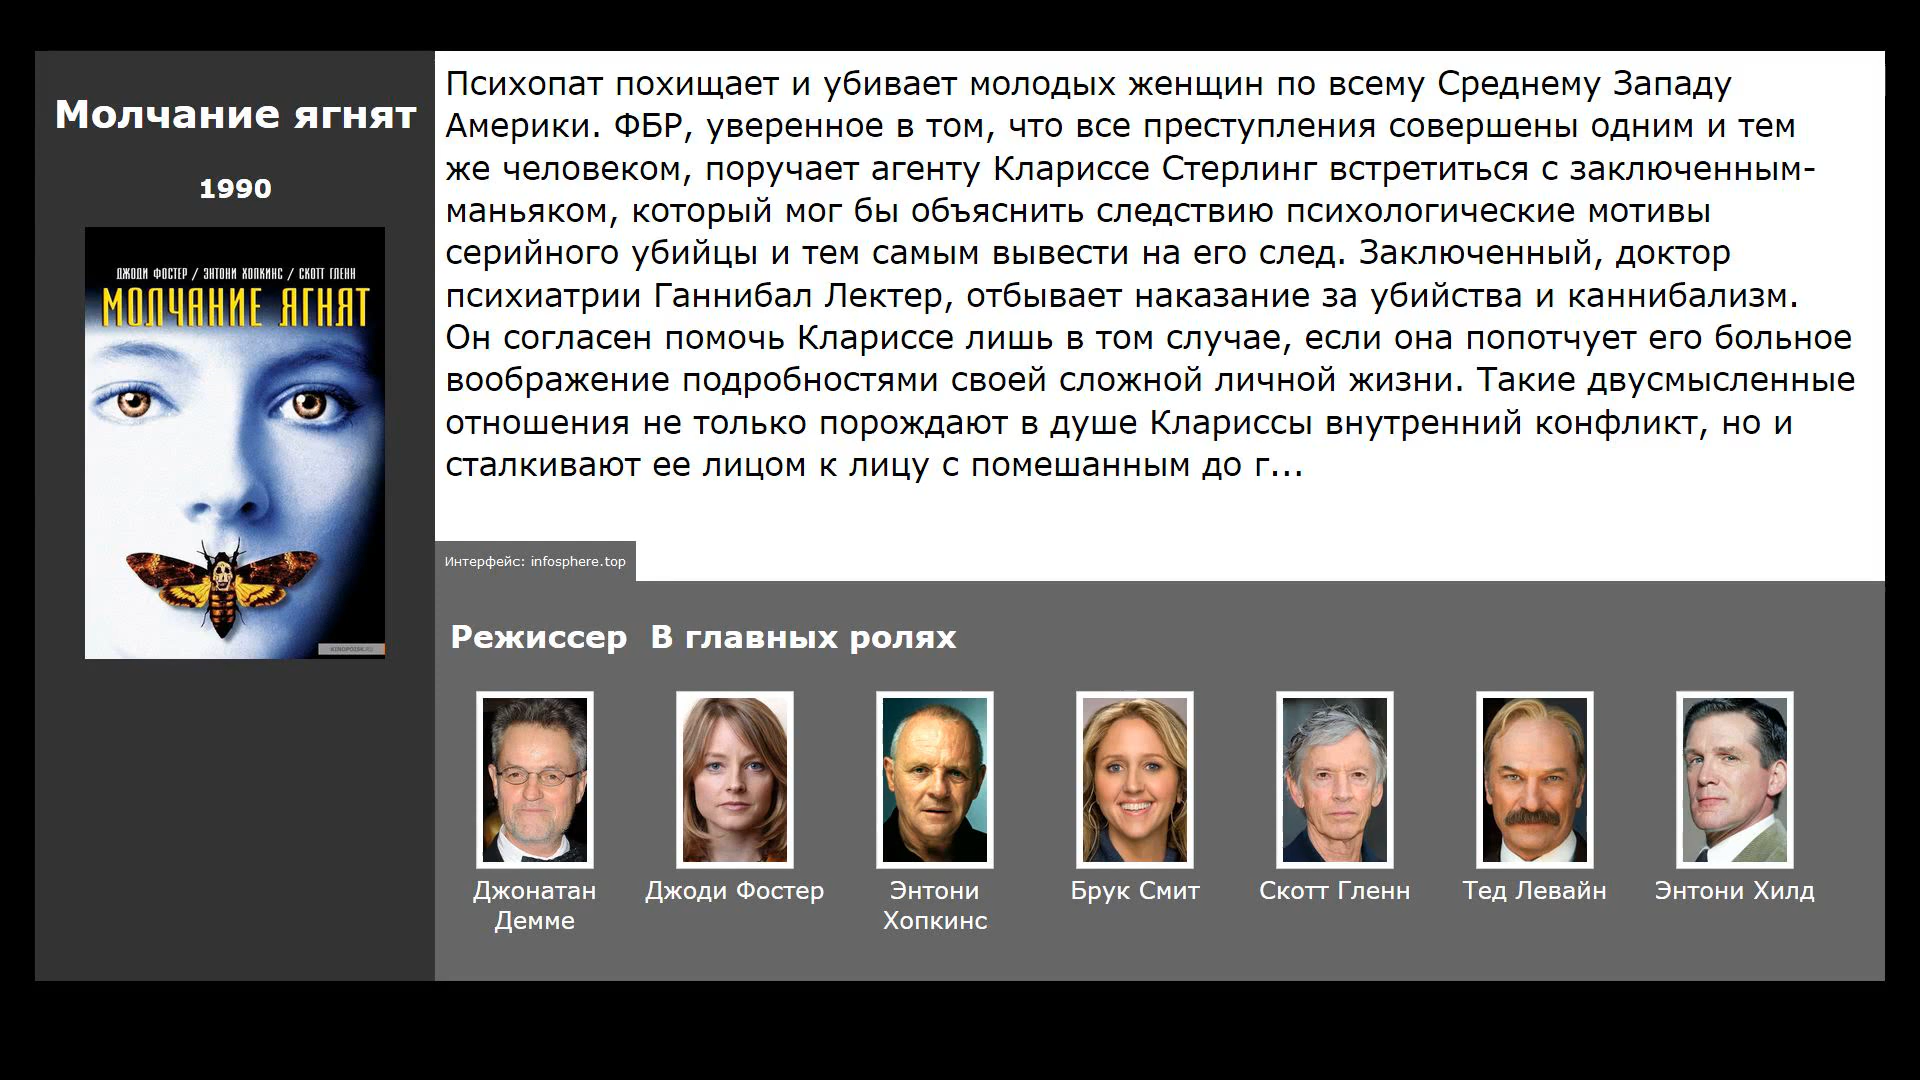 Молчание ягнят
1990
ДЖОДИ ФОСТЕР / ЭНТОНИ ХОПКИНС / СКОТТ ГЛЕНН
МОЛЧАНИЕ ЯГНЯТ
KINOPOISK.RU
Психопат похищает и убивает молодых женщин по всему Среднему Западу
Америки. ФБР, уверенное в том, что все преступления совершены одним и тем
же человеком, поручает агенту Клариссе Стерлинг встретиться с заключенным-
маньяком, который мог бы объяснить следствию психологические мотивы
серийного убийцы и тем самым вывести на его след. Заключенный, доктор
психиатрии Ганнибал Лектер, отбывает наказание за убийства и каннибализм.
Он согласен помочь Клариссе лишь в том случае, если она попотчует его больное
воображение подробностями своей сложной личной жизни. Такие двусмысленные
отношения не только порождают в душе Клариссы внутренний конфликт, но и
сталкивают ее лицом к лицу с помешанным до г...
Интерфейс: infosphere.top
Режиссер В главных ролях
Джонатан
Демме
Джоди Фостер
Энтони
Хопкинс
Брук Смит
Скотт Гленн
Тед Левайн
Энтони Хилд